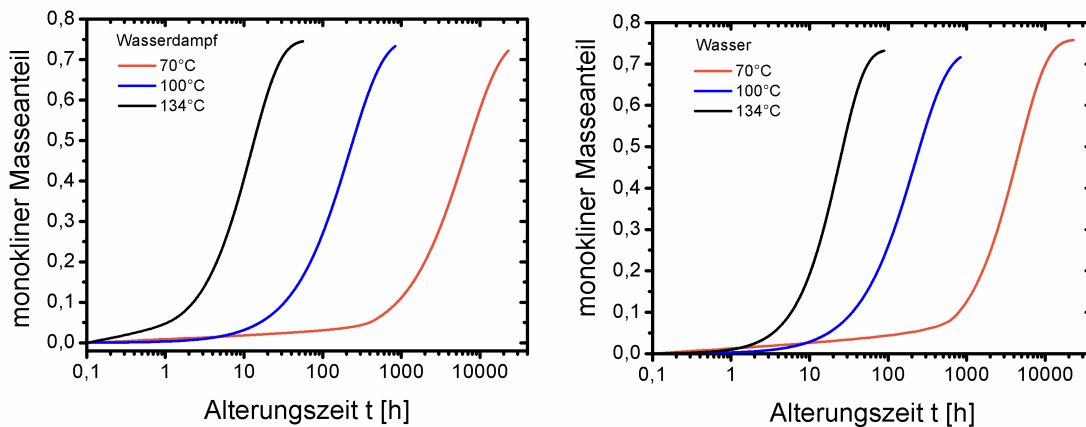 0,8
0,7
0,6
0,5
0,4
0,3
0,2
0,1
0,0
monokliner Masseanteil
Wasserdampf
70°C
100°C
134°C
0,1
1
10
100
1000
10000
Alterungszeit t [h]
0,8
0,7
0,6
0,5
0,4
0,3
0,2
0,1
0,0
monokliner Masseanteil
Wasser
70°C
100°C
134°C
0,1
1
10
100
1000
10000
Alterungszeit t [h]